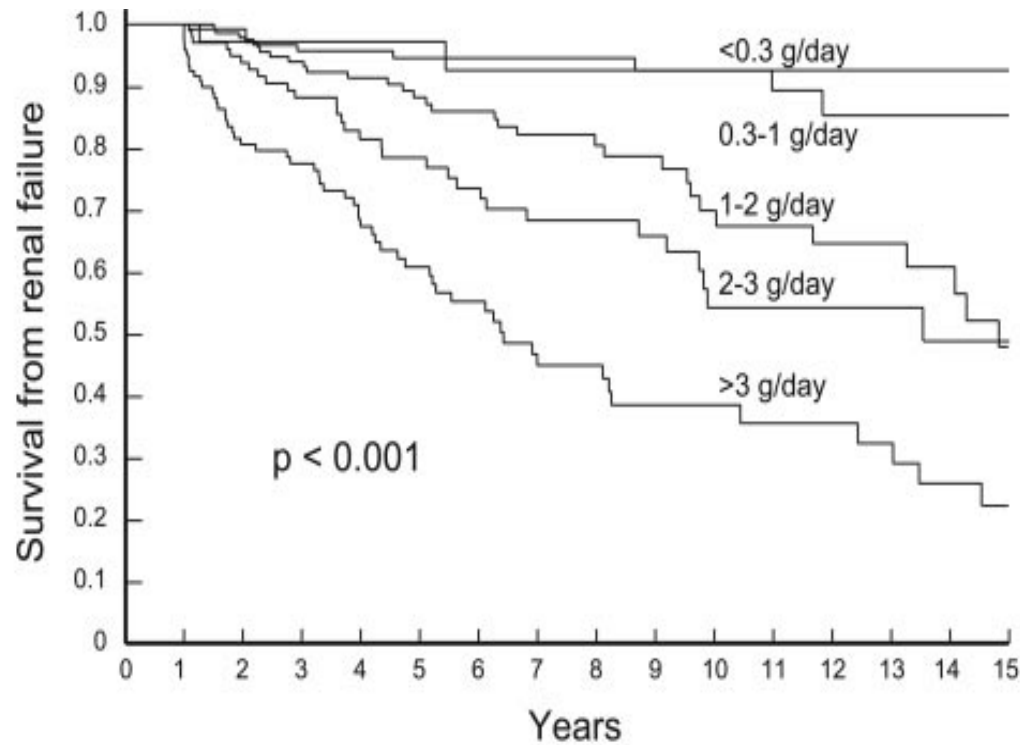 1.0
0.9
0.8
0.7
0.6
0.5
0.4
0.3
0.2
0.1
0
Survival from renal failure
<0.3 g/day
0.3-1 g/day
1-2 g/day
2-3 g/day
>3 g/day
p < 0.001
0 1 2 3 4 5 6 7 8 9 10 11 12 13 14 15
Years